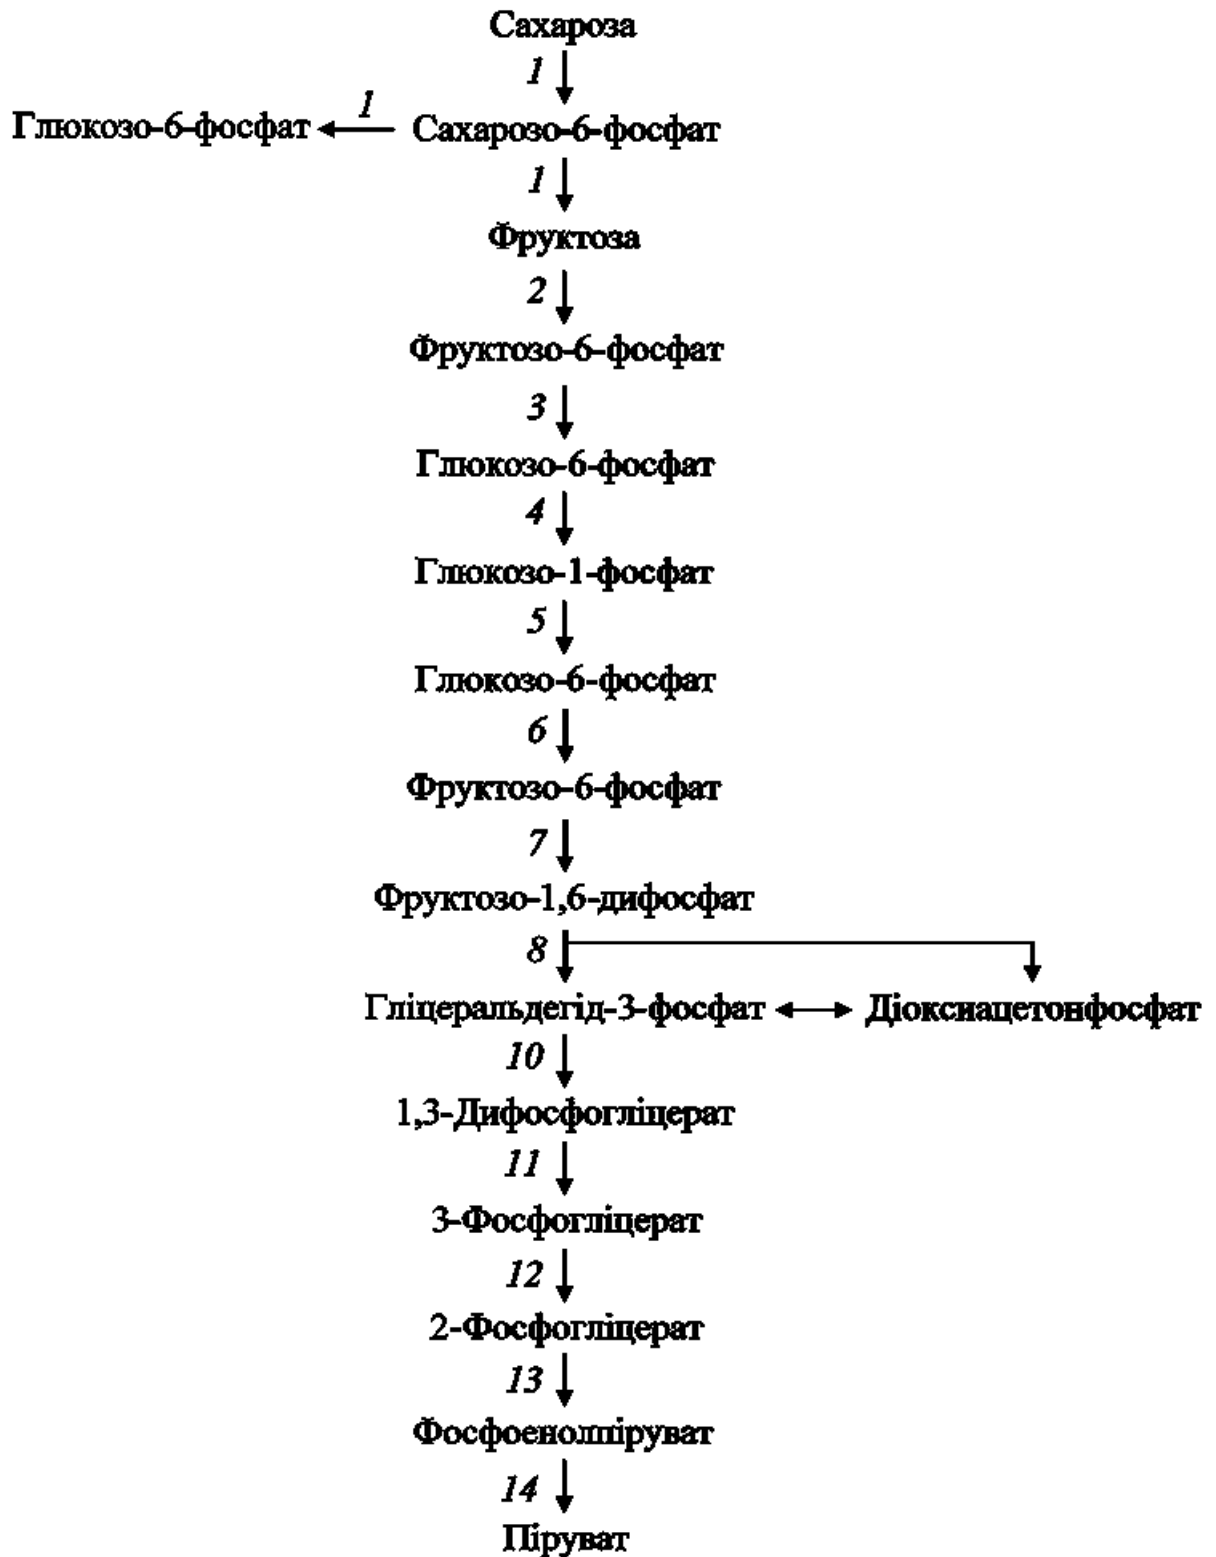 Сахароза
1
1
Глюкозо-6-фосфат Сахарозо-6-фосфат
1
Фруктоза
2
Фруктозо-6-фосфат
3
Глюкозо-6-фосфат
4
Глюкозо-1-фосфат
5
Глюкозо-6-фосфат
6
Фруктозо-6-фосфат
7
Фруктозо-1,6-дифосфат
8
Гліцеральдегід-3-фосфат Діоксиацетонфосфат
10
1,3-Дифосфогліцерат
11
3-Фосфогліцерат
12
2-Фосфогліцерат
13
Фосфоенолпіруват
14
Піруват